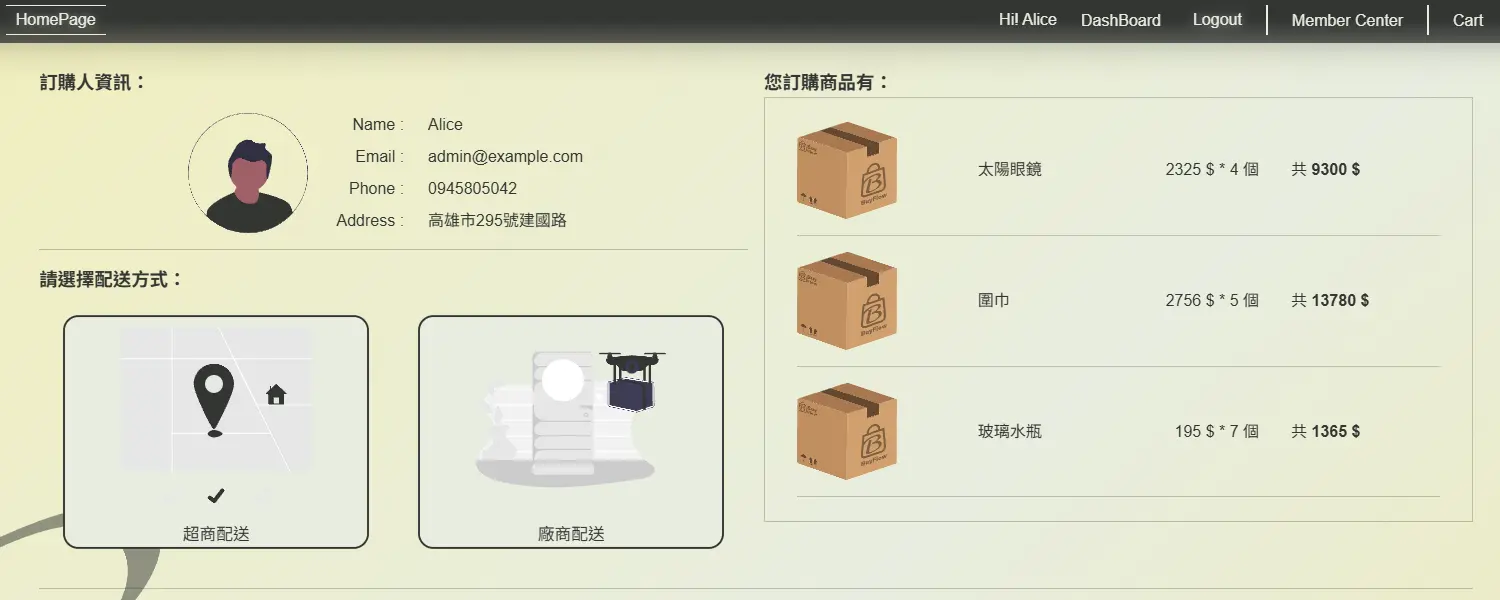 HomePage
Hi! Alice DashBoard Logout Member Center Cart
訂購人資訊：
Name : Alice
Email : admin@example.com
Phone : 0945805042
Address : 高雄市295號建國路
請選擇配送方式：
超商配送
廠商配送
您訂購商品有：
太陽眼鏡 2325 $ * 4 個 共 9300 $
BuyFlow
圍巾 2756 $ * 5 個 共 13780 $
BuyFlow
玻璃水瓶 195 $ * 7 個 共 1365 $
BuyFlow